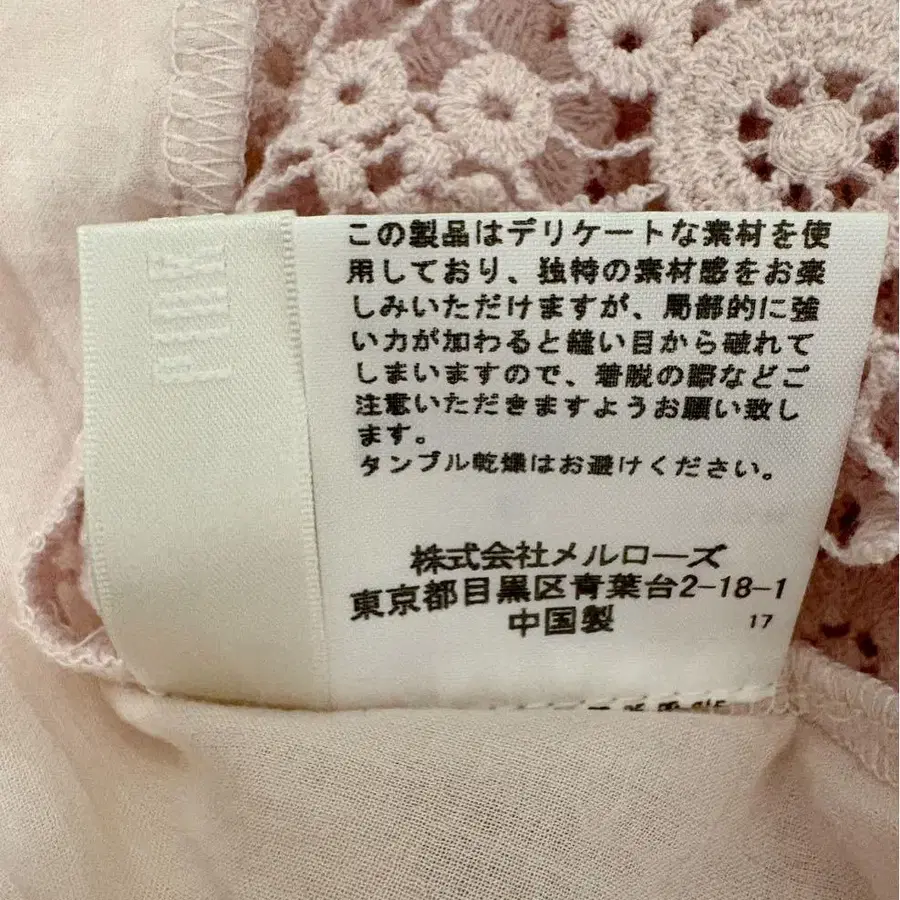 この製品はデリケートな素材を使
用しており、独特の素材感をお楽
しみいただけますが、局部的に強
い力が加わると縫い目から破れて
しまいますので、着脱の際などご
注意いただきますようお願い致し
ます。
タンブル乾燥はお避けください。
株式会社メルローズ
東京都目黒区青葉台2-18-1
中国製
17